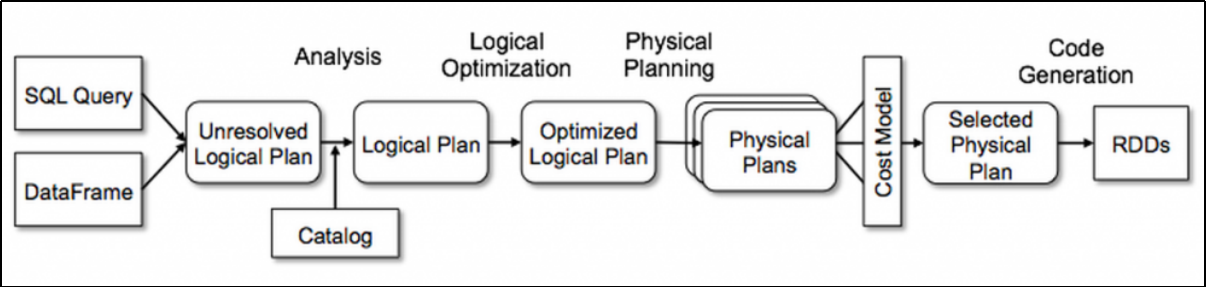 Analysis
Logical
Optimization
Physical
Planning
Code
Generation
SQL Query
DataFrame
Unresolved
Logical Plan
Catalog
Logical Plan
Optimized
Logical Plan
Physical
Plans
Cost Model
Selected
Physical
Plan
RDDs